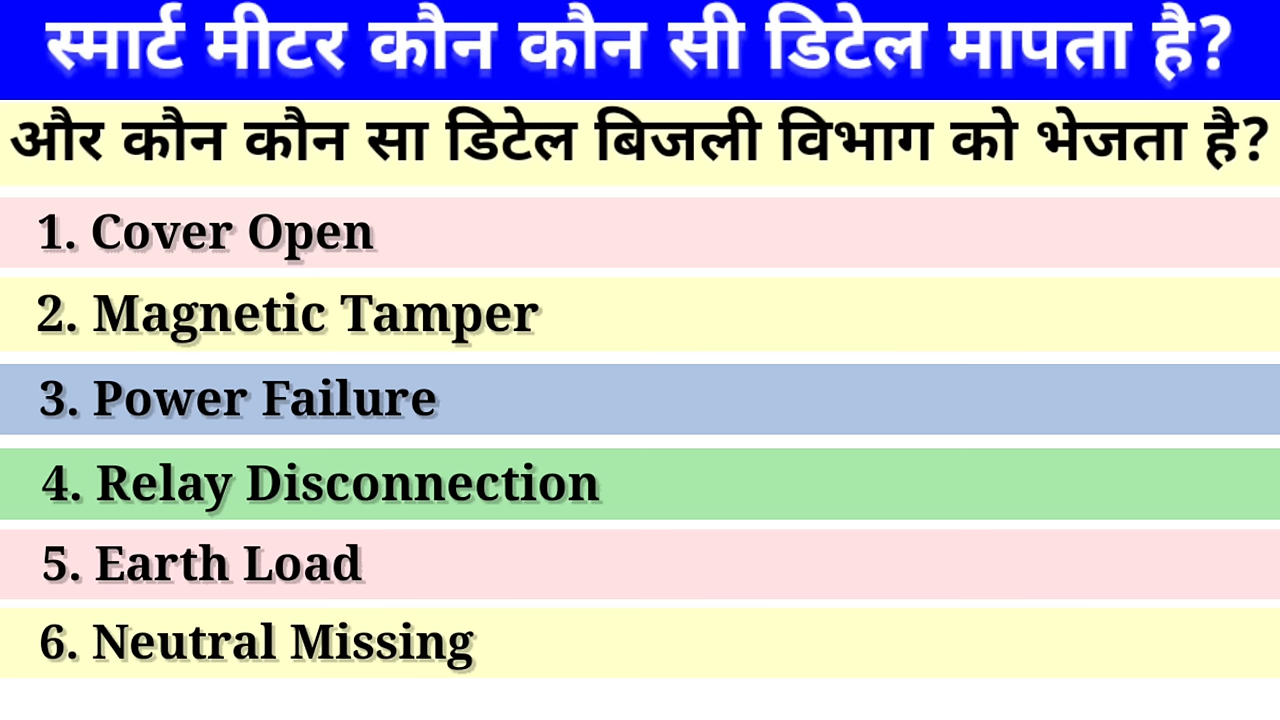 स्मार्ट मीटर कौन कौन सी डिटेल मापता है?
और कौन कौन सा डिटेल बिजली विभाग को भेजता है?
1. Cover Open
2. Magnetic Tamper
3. Power Failure
4. Relay Disconnection
5. Earth Load
6. Neutral Missing